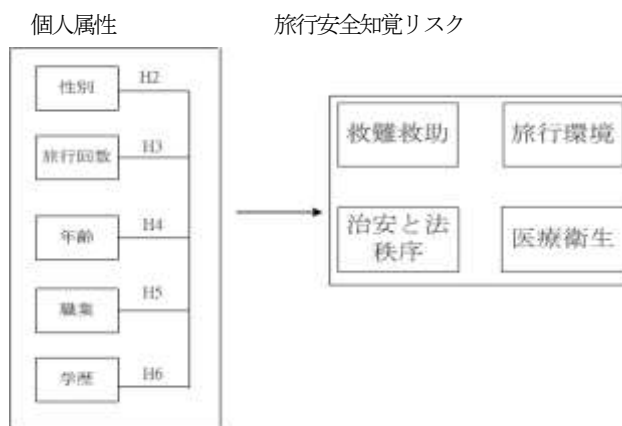 個人属性
旅行安全知覚リスク
性別
H2
旅行回数
H3
年齢
H4
職業
H5
学歴
H6
救難救助
旅行環境
治安と法
秩序
医療衛生